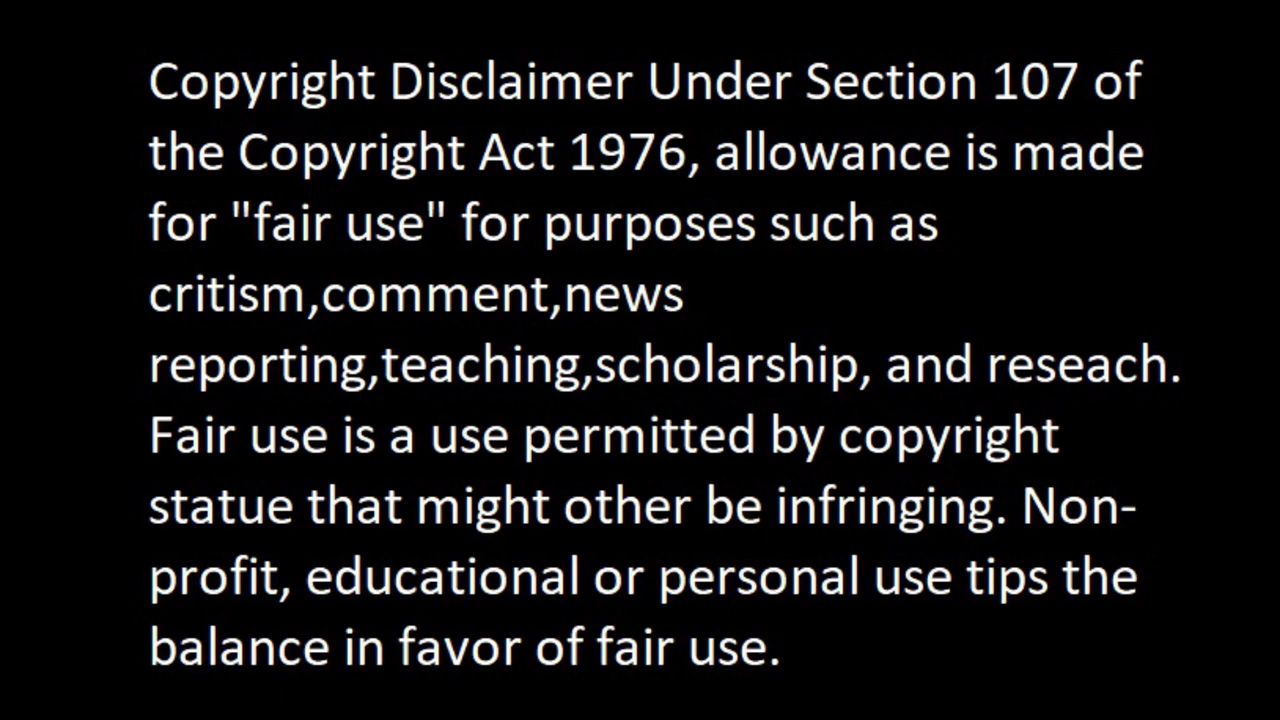 Copyright Disclaimer Under Section 107 of
the Copyright Act 1976, allowance is made
for "fair use" for purposes such as
critism,comment,news
reporting,teaching,scholarship, and reseach.
Fair use is a use permitted by copyright
statue that might other be infringing. Non-
profit, educational or personal use tips the
balance in favor of fair use.